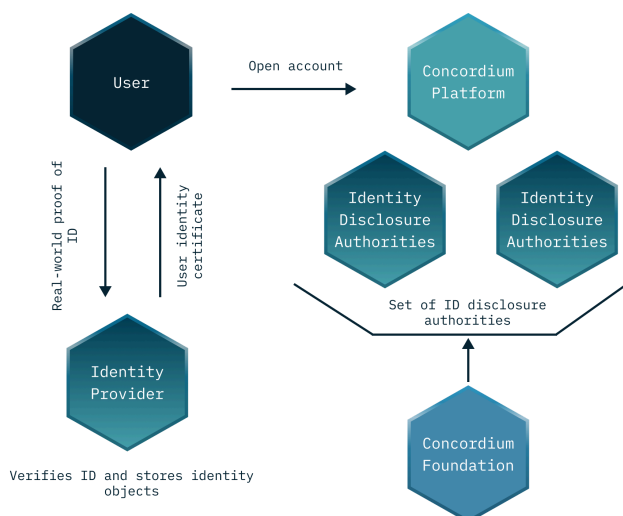 User
Open account
Concordium
Platform
Real-world proof of
ID
User identity
certificate
Identity
Disclosure
Authorities
Identity
Disclosure
Authorities
Set of ID disclosure
authorities
Identity
Provider
Verifies ID and stores identity
objects
Concordium
Foundation